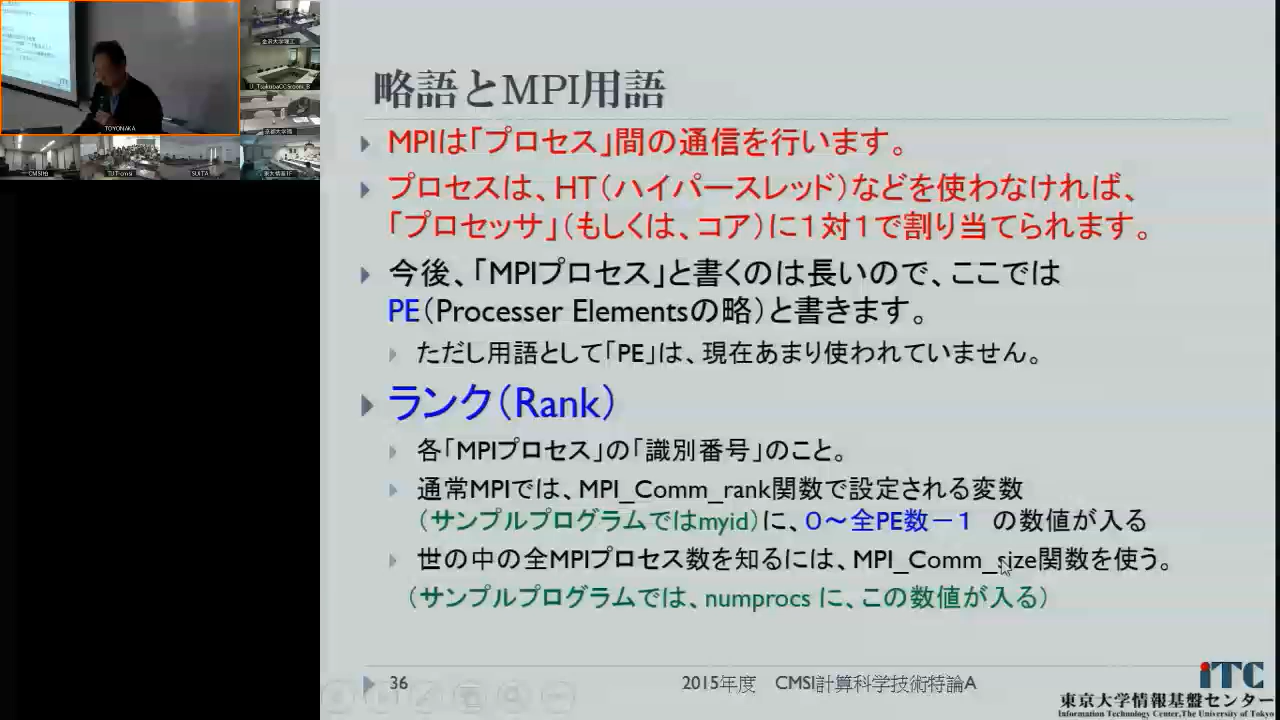 TOYONAKA
金沢大学理工
U_TsukubaCCSroom_B
CMSI神
TUT-cmsi
SUITA
略語とMPI用語
MPIは「プロセス」間の通信を行います。
プロセスは、HT（ハイパースレッド）などを使わなければ、
「プロセッサ」（もしくは、コア）に１対１で割り当てられます。
今後、「MPIプロセス」と書くのは長いので、ここでは
PE（Processer Elementsの略）と書きます。
ただし用語として「PE」は、現在あまり使われていません。
ランク（Rank）
各「MPIプロセス」の「識別番号」のこと。
通常MPIでは、MPI_Comm_rank関数で設定される変数
（サンプルプログラムではmyid）に、０～全PE数－１ の数値が入る
世の中の全MPIプロセス数を知るには、MPI_Comm_size関数を使う。
（サンプルプログラムでは、numprocs に、この数値が入る）
36
2015年度 CMSI計算科学技術特論A
iTC
東京大学情報基盤センター
Information Technology Center,The University of Tokyo